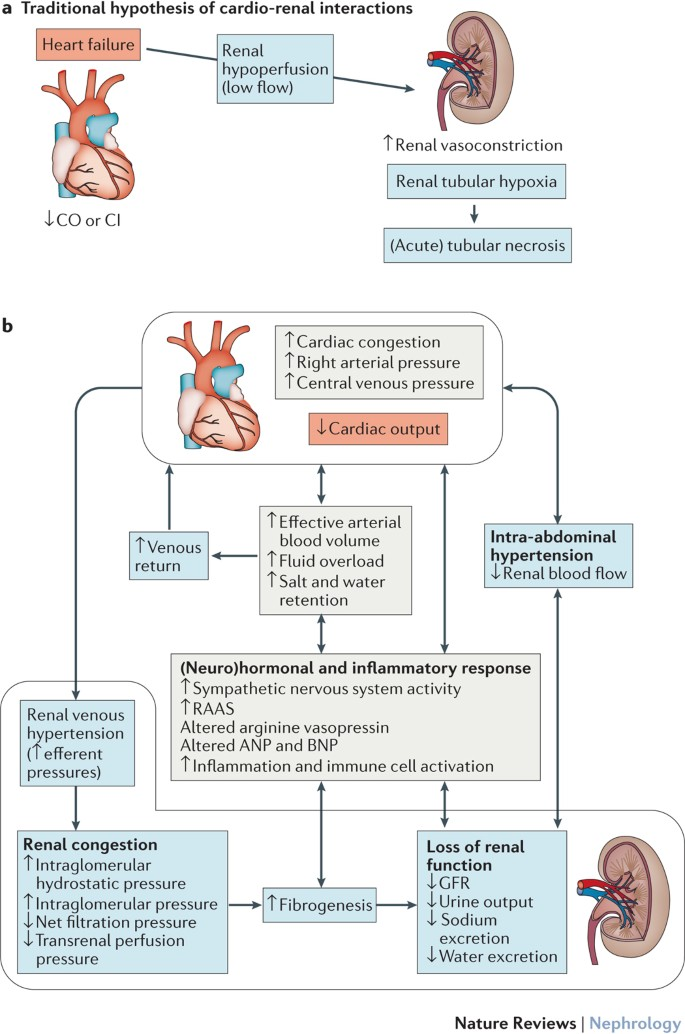 a Traditional hypothesis of cardio-renal interactions
Heart failure
Renal
hypoperfusion
(low flow)
↓CO or CI
↑Renal vasoconstriction
Renal tubular hypoxia
(Acute) tubular necrosis
b
↑Cardiac congestion
↑Right arterial pressure
↑Central venous pressure
↓Cardiac output
↑Venous
return
↑Effective arterial
blood volume
↑Fluid overload
↑Salt and water
retention
Intra-abdominal
hypertension
↓Renal blood flow
(Neuro)hormonal and inflammatory response
↑Sympathetic nervous system activity
↑RAAS
Altered arginine vasopressin
Altered ANP and BNP
↑Inflammation and immune cell activation
Renal venous
hypertension
(↑efferent
pressures)
Renal congestion
↑Intraglomerular
hydrostatic pressure
↑Intraglomerular pressure
↓Net filtration pressure
↓Transrenal perfusion
pressure
↑Fibrogenesis
Loss of renal
function
↓GFR
↓Urine output
↓Sodium
excretion
↓Water excretion
Nature Reviews | Nephrology